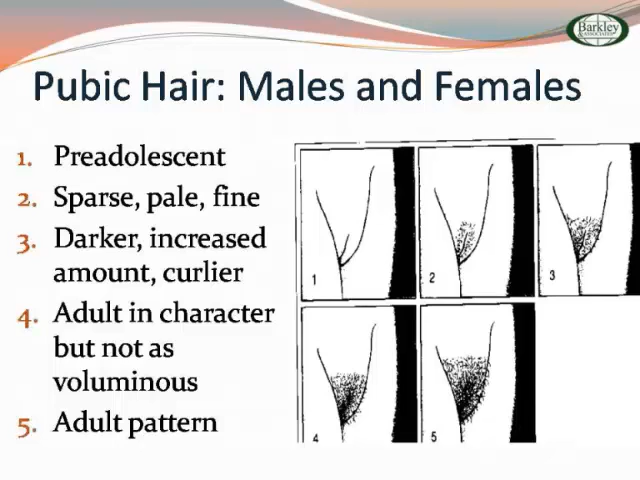 Barkley
& ASSOCIATES
Pubic Hair: Males and Females
1. Preadolescent
2. Sparse, pale, fine
3. Darker, increased
amount, curlier
4. Adult in character
but not as
voluminous
5. Adult pattern
1
2
3
4
5